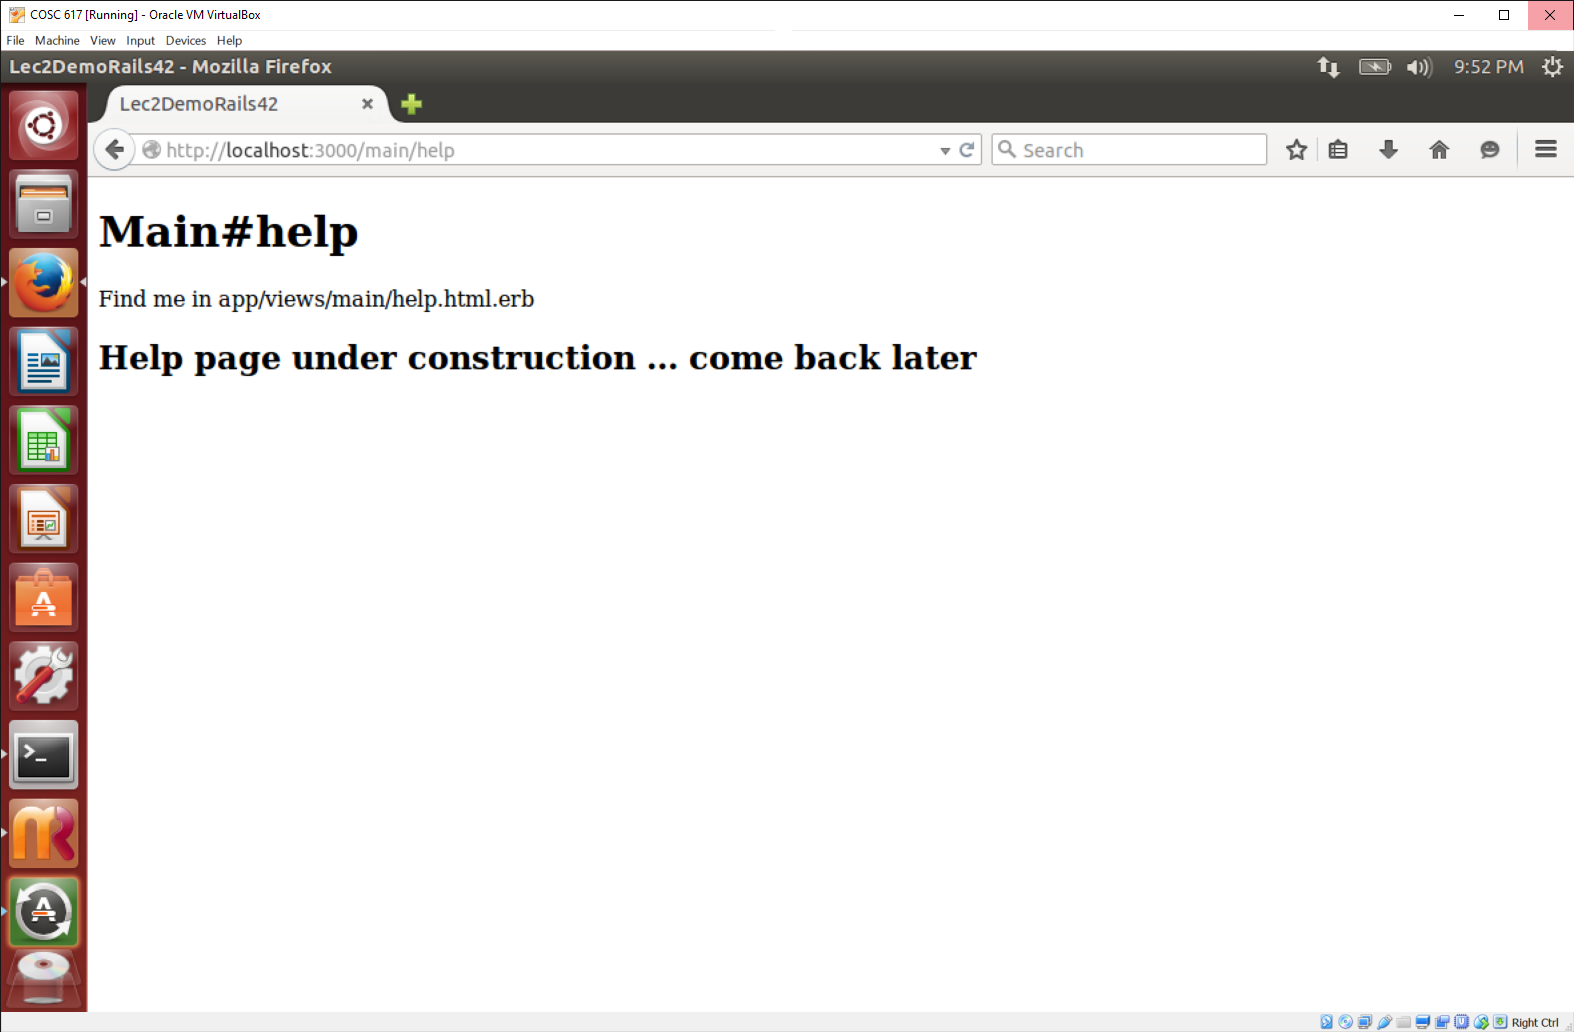 COSC 617 [Running] - Oracle VM VirtualBox
File Machine View Input Devices Help
Lec2DemoRails42 - Mozilla Firefox
9:52 PM
Lec2DemoRails42
http://localhost:3000/main/help
Search
Main#help
Find me in app/views/main/help.html.erb
Help page under construction ... come back later
Right Ctrl